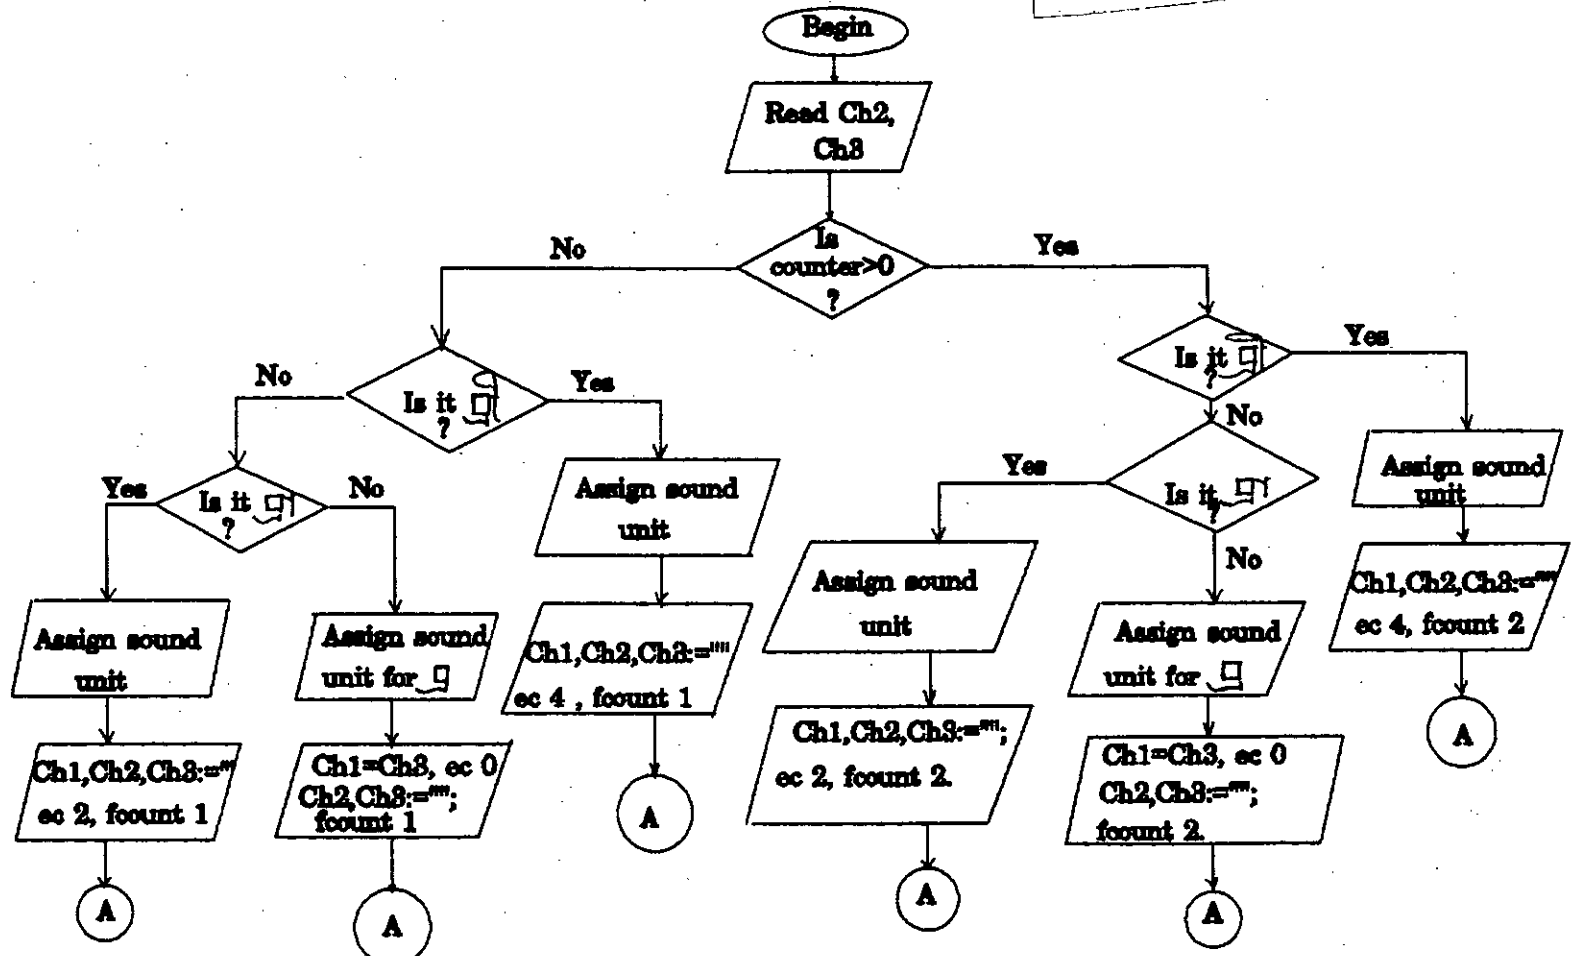 Begin
Read Ch2,
Ch3
Is
counter>0
?
No
Yes
Is it
?
Yes
No
Is it
?
Yes
No
Is it
?
Yes
No
Is it
?
Yes
No
Assign sound
unit
Assign sound
unit
Assign sound
unit
Assign sound
unit for
Assign sound
unit
Assign sound
unit for
Ch1,Ch2,Ch3:=""
ec 4, fcount 2
Ch1,Ch2,Ch3:=""
ec 4 , fcount 1
Ch1,Ch2,Ch3:=""
ec 2, fcount 1
Ch1=Ch3, ec 0
Ch2,Ch3:="";
fcount 1
Ch1,Ch2,Ch3:="";
ec 2, fcount 2.
Ch1=Ch3, ec 0
Ch2,Ch3:="";
fcount 2.
A
A
A
A
A
A